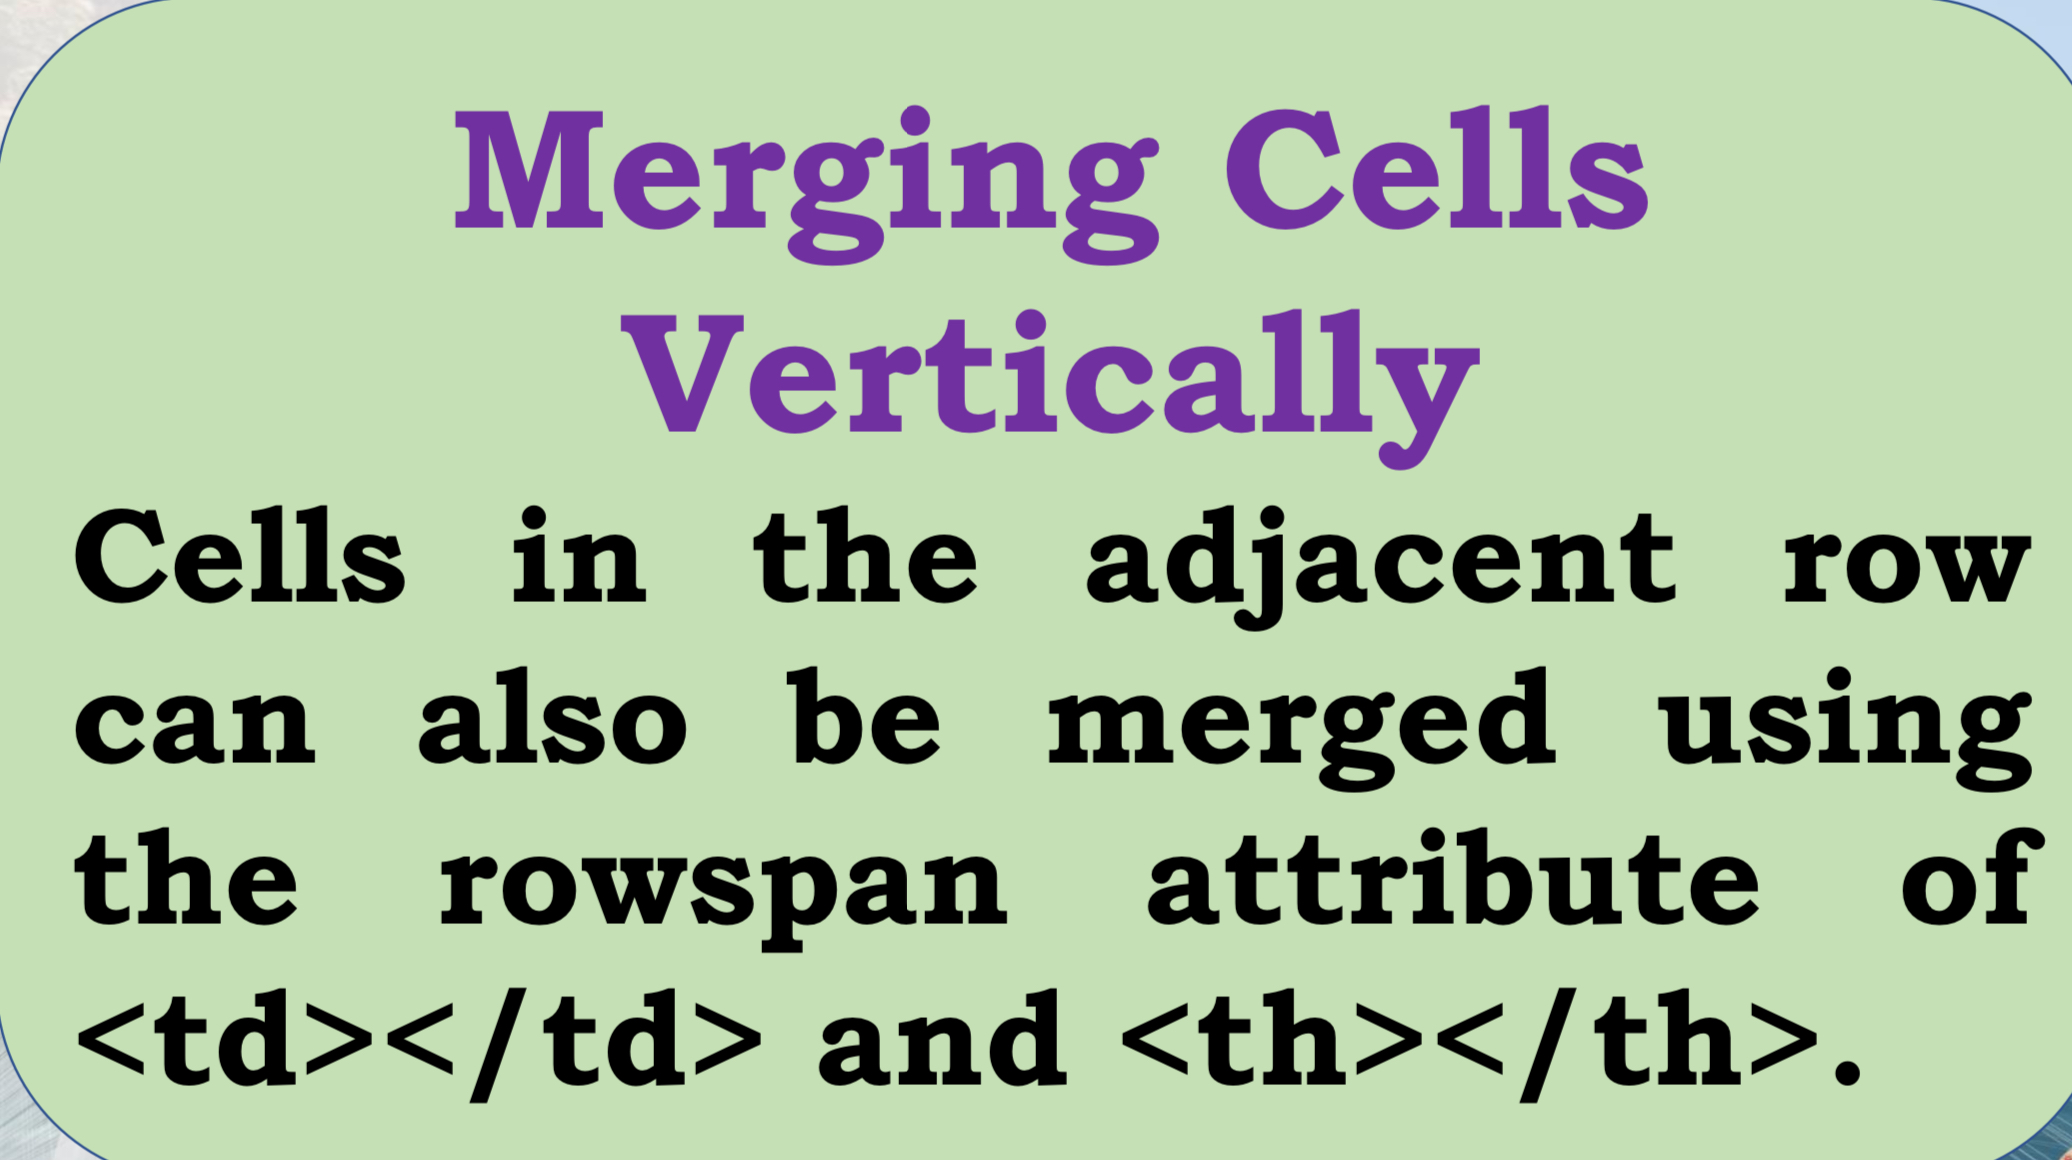 Merging Cells
Vertically
Cells in the adjacent row
can also be merged using
the rowspan attribute of
<td></td> and <th></th>.